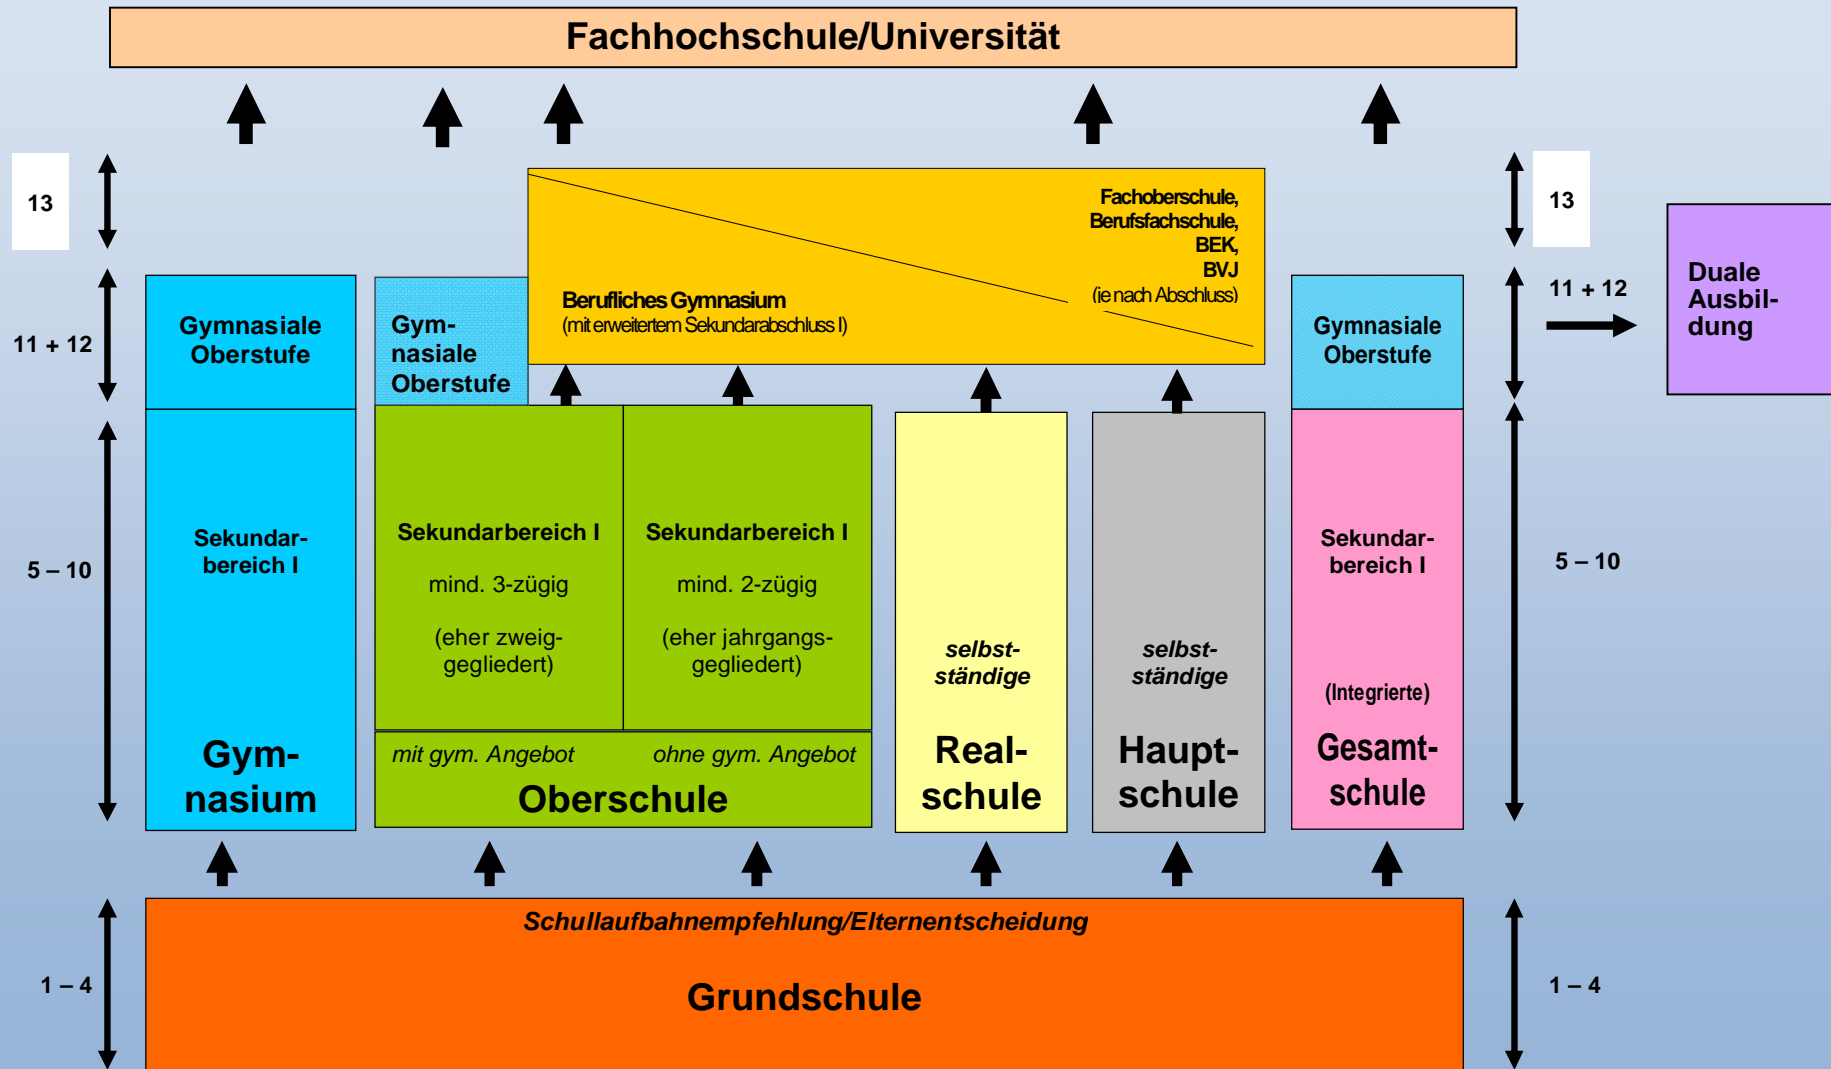 Fachhochschule/Universität
13
13
Fachoberschule,
Berufsfachschule,
BEK,
BVJ
(je nach Abschluss)
Berufliches Gymnasium
(mit erweitertem Sekundarabschluss I)
Duale
Ausbil-
dung
11 + 12
11 + 12
Gymnasiale
Oberstufe
Gym-
nasiale
Oberstufe
Gymnasiale
Oberstufe
5 – 10
5 – 10
Sekundar-
bereich I
Gym-
nasium
Sekundarbereich I
mind. 3-zügig
(eher zweig-
gegliedert)
mit gym. Angebot
Sekundarbereich I
mind. 2-zügig
(eher jahrgangs-
gegliedert)
ohne gym. Angebot
Oberschule
selbst-
ständige
Real-
schule
selbst-
ständige
Haupt-
schule
Sekundar-
bereich I
(Integrierte)
Gesamt-
schule
Schullaufbahnempfehlung/Elternentscheidung
1 – 4
Grundschule
1 – 4